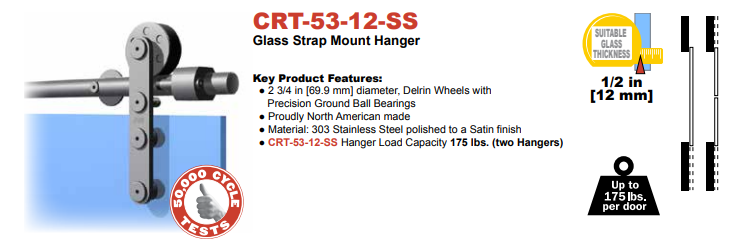 CRT-53-12-SS
Glass Strap Mount Hanger
Key Product Features:
● 2 3/4 in [69.9 mm] diameter, Delrin Wheels with
Precision Ground Ball Bearings
● Proudly North American made
● Material: 303 Stainless Steel polished to a Satin finish
● CRT-53-12-SS Hanger Load Capacity 175 lbs. (two Hangers)
50,000 CYCLE
TESTS
SUITABLE
GLASS
THICKNESS
1/2 in
[12 mm]
Up to
175 lbs.
per door